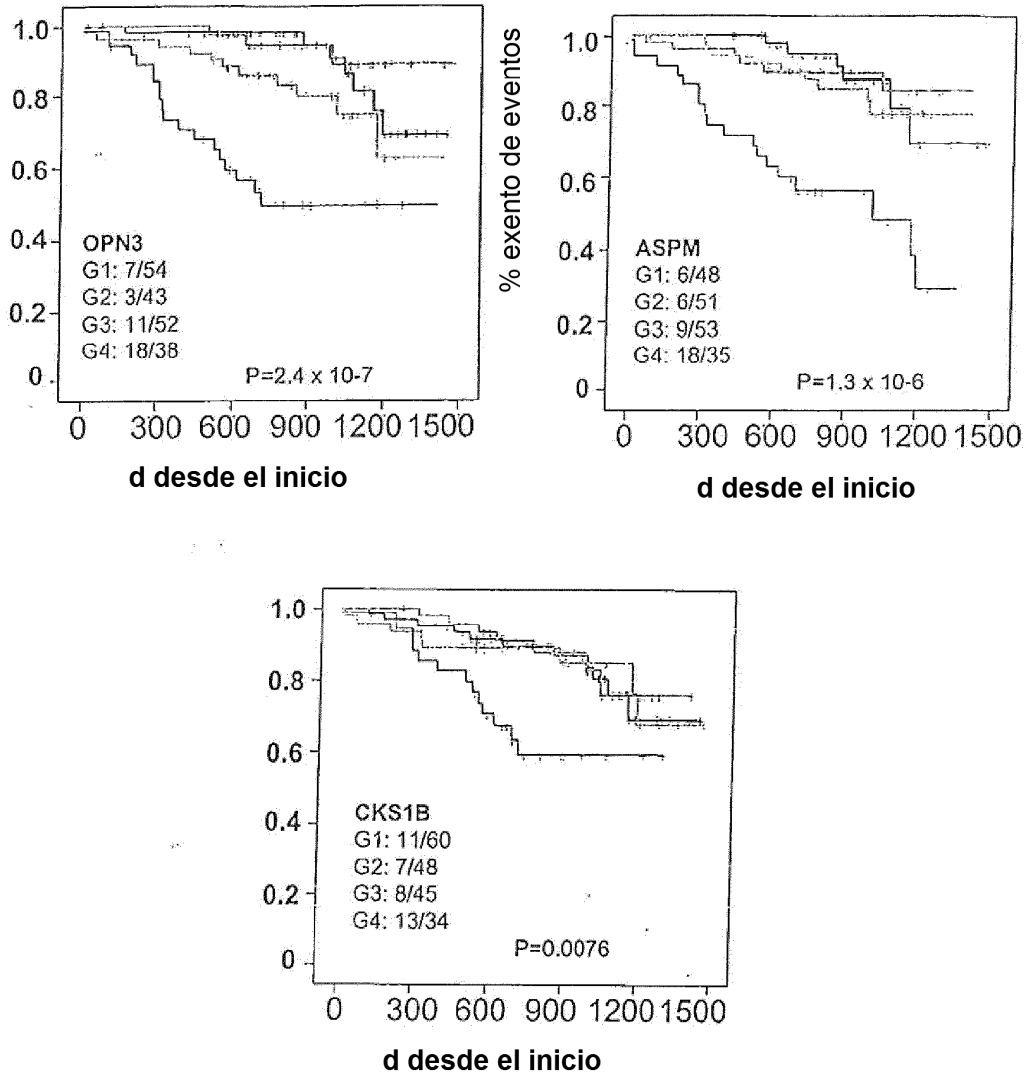 1.0
0.8
0.6
0.4
0.2
0
OPN3
G1: 7/54
G2: 3/43
G3: 11/52
G4: 18/38
P=2.4 x 10-7
0 300 600 900 1200 1500
d desde el inicio
% exento de eventos
1.0
0.8
0.6
0.4
0.2
0
ASPM
G1: 6/48
G2: 6/51
G3: 9/53
G4: 18/35
P=1.3 x 10-6
0 300 600 900 1200 1500
d desde el inicio
1.0
0.8
0.6
0.4
0.2
0
CKS1B
G1: 11/60
G2: 7/48
G3: 8/45
G4: 13/34
P=0.0076
0 300 600 900 1200 1500
d desde el inicio